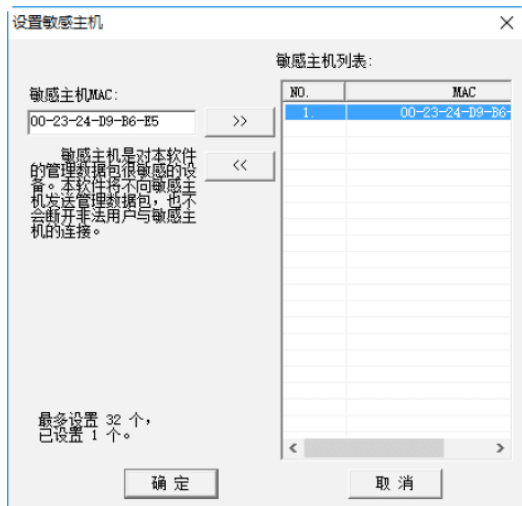 设置敏感主机
敏感主机列表:
敏感主机MAC:
00-23-24-D9-B6-E5
>>
<<
敏感主机是对本软件
的管理数据包很敏感的设
备。本软件将不向敏感主
机发送管理数据包，也不
会断开非法用户与敏感主
机的连接。
NO. MAC
1. 00-23-24-D9-B6-
最多设置 32 个，
已设置 1 个。
确 定
取 消